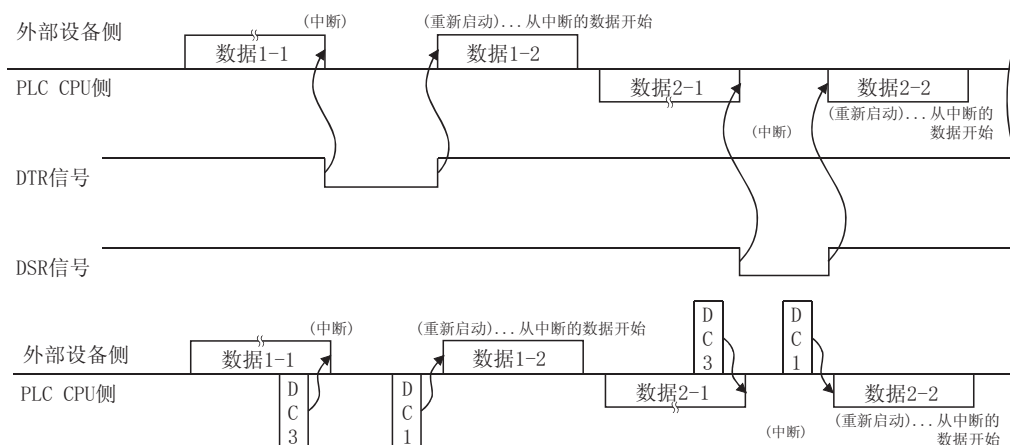 (中断)
(重新启动)...从中断的数据开始
外部设备侧
数据1-1
数据1-2
PLC CPU侧
数据2-1
数据2-2
(中断)
(重新启动)...从中断的
数据开始
DTR信号
DSR信号
DC3
DC1
(中断)
(重新启动)...从中断的数据开始
外部设备侧
数据1-1
数据1-2
PLC CPU侧
DC3
DC1
数据2-1
数据2-2
(重新启动)...从中断的
(中断)
数据开始